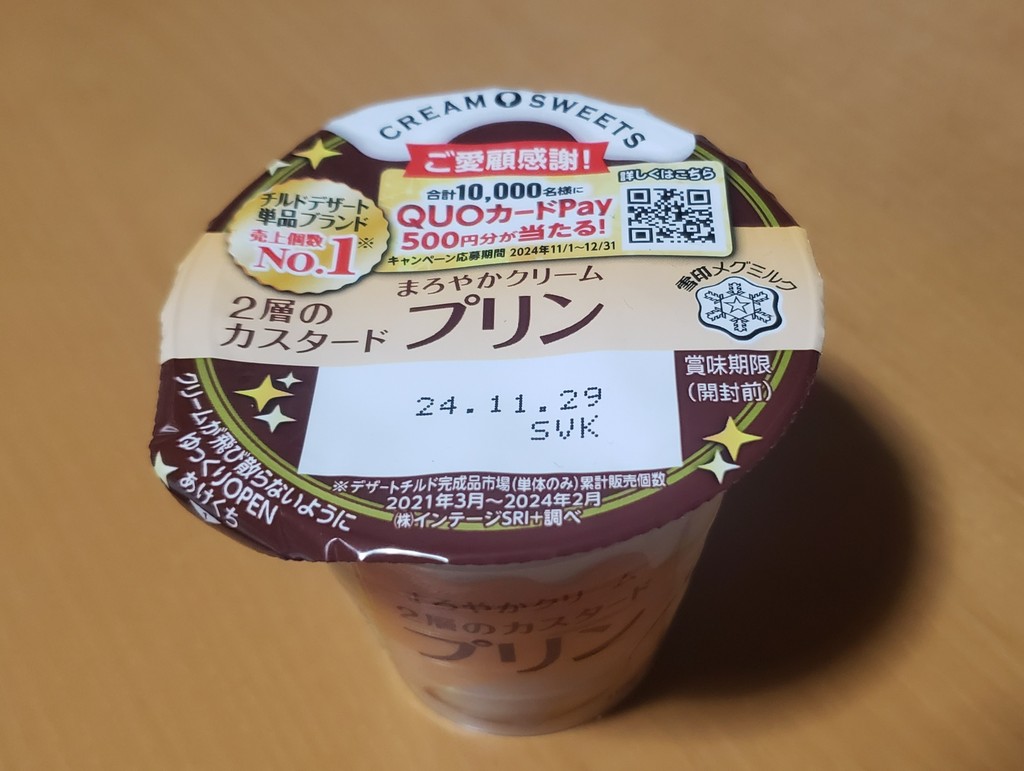 CREAM SWEETS
ご愛顧感謝!
合計10,000名様に
QUOカードPay
500円分が当たる!
キャンペーン応募期間 2024年11/1~12/31
詳しくはこちら
チルドデザート
単品ブランド
売上個数※
No.1
まろやかクリーム
2層の
カスタード
プリン
雪印メグミルク
賞味期限
(開封前)
24.11.29
SVK
クリームが飛び散らないように
ゆっくりOPEN
あけくち
※デザートチルド完成品市場(単体のみ)累計販売個数
2021年3月~2024年2月
(株)インテージSRI+調べ
まろやかクリーム
2層のカスタード
プリン